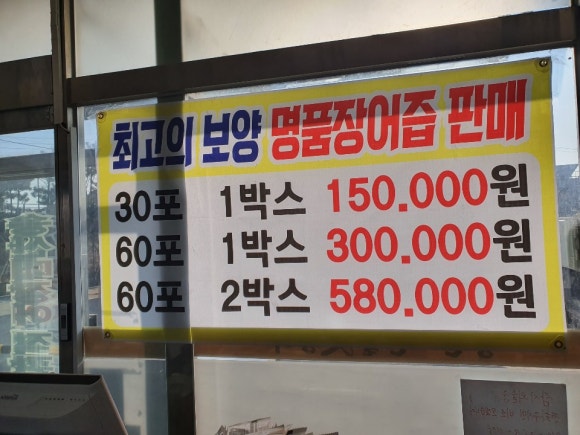 최고의 보양 명품장어즙 판매
30포 1박스 150.000원
60포 1박스 300.000원
60포 2박스 580.000원